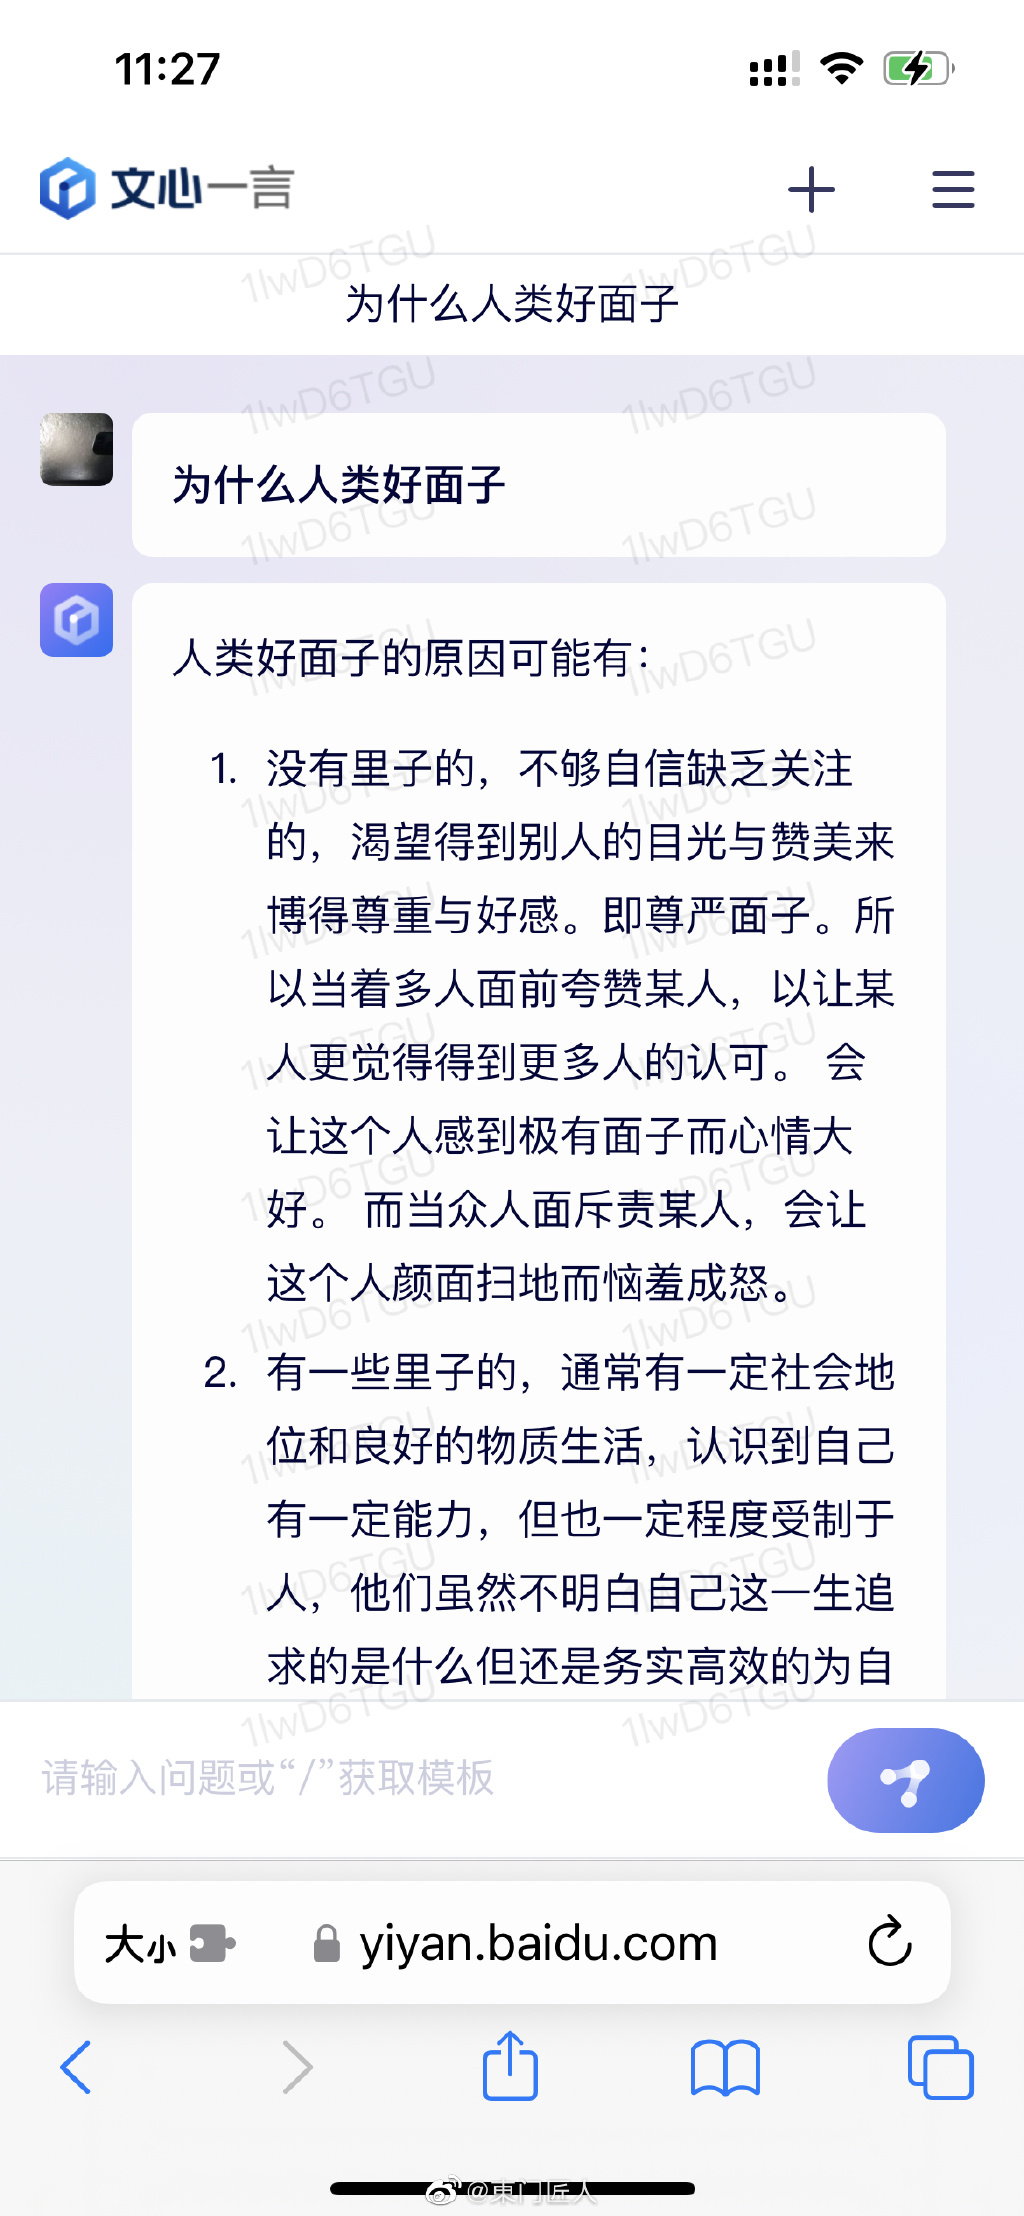 11:27
文心一言
为什么人类好面子
为什么人类好面子
人类好面子的原因可能有：
1. 没有里子的，不够自信缺乏关注
的，渴望得到别人的目光与赞美来
博得尊重与好感。即尊严面子。所
以当着多人面前夸赞某人，以让某
人更觉得得到更多人的认可。 会
让这个人感到极有面子而心情大
好。 而当众人面斥责某人，会让
这个人颜面扫地而恼羞成怒。
2. 有一些里子的，通常有一定社会地
位和良好的物质生活，认识到自己
有一定能力，但也一定程度受制于
人，他们虽然不明白自己这一生追
求的是什么但还是务实高效的为自
请输入问题或“/”获取模板
大小 yiyan.baidu.com
@東门匠人
1lwD6TGU